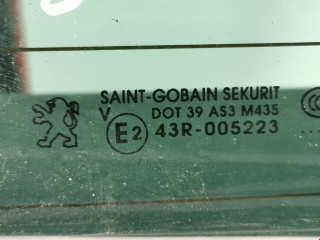 SAINT-GOBAIN SEKURIT
V DOT 39 AS3 M435
E2 43R-005223 ...